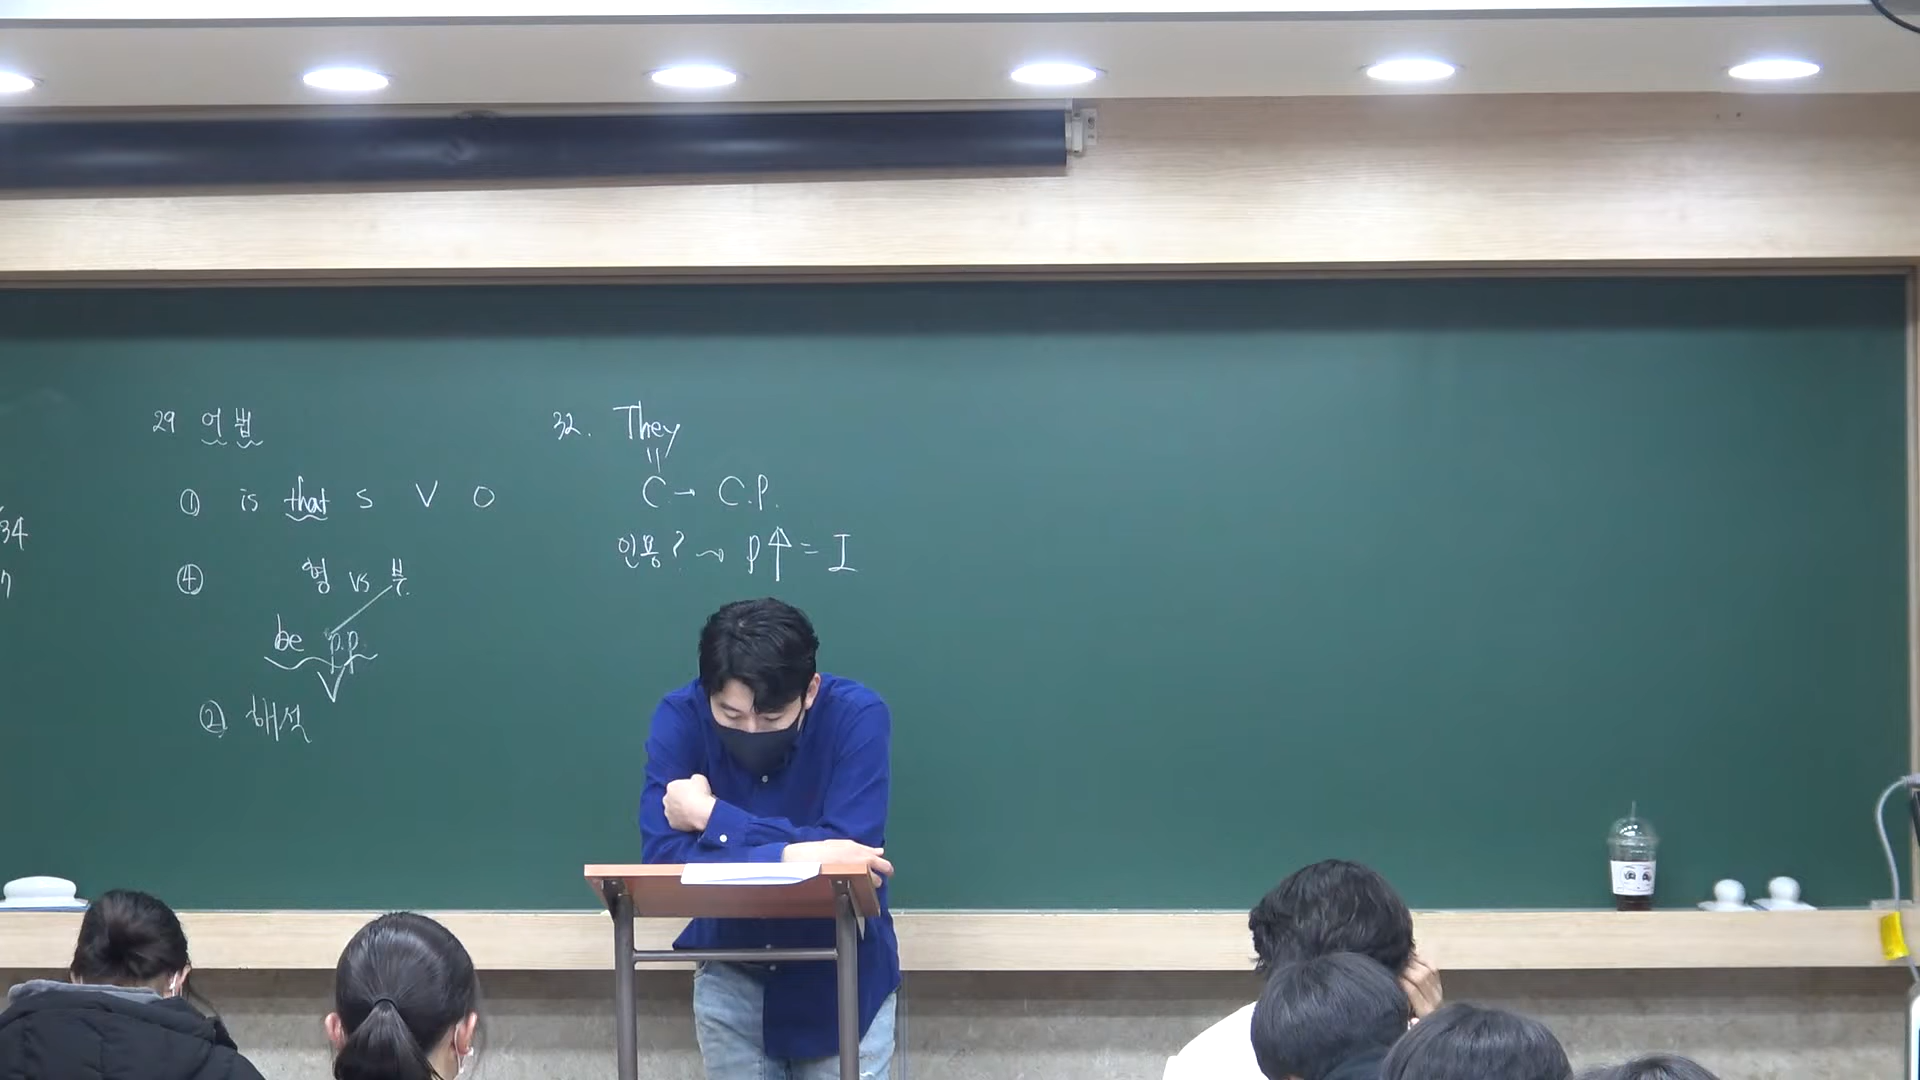 34
7
29 어법
① is that S V O
④ 형 vs 부.
be p.p.
V
② 해석
32. They
||
C → C.P.
인용? → P↑ = I